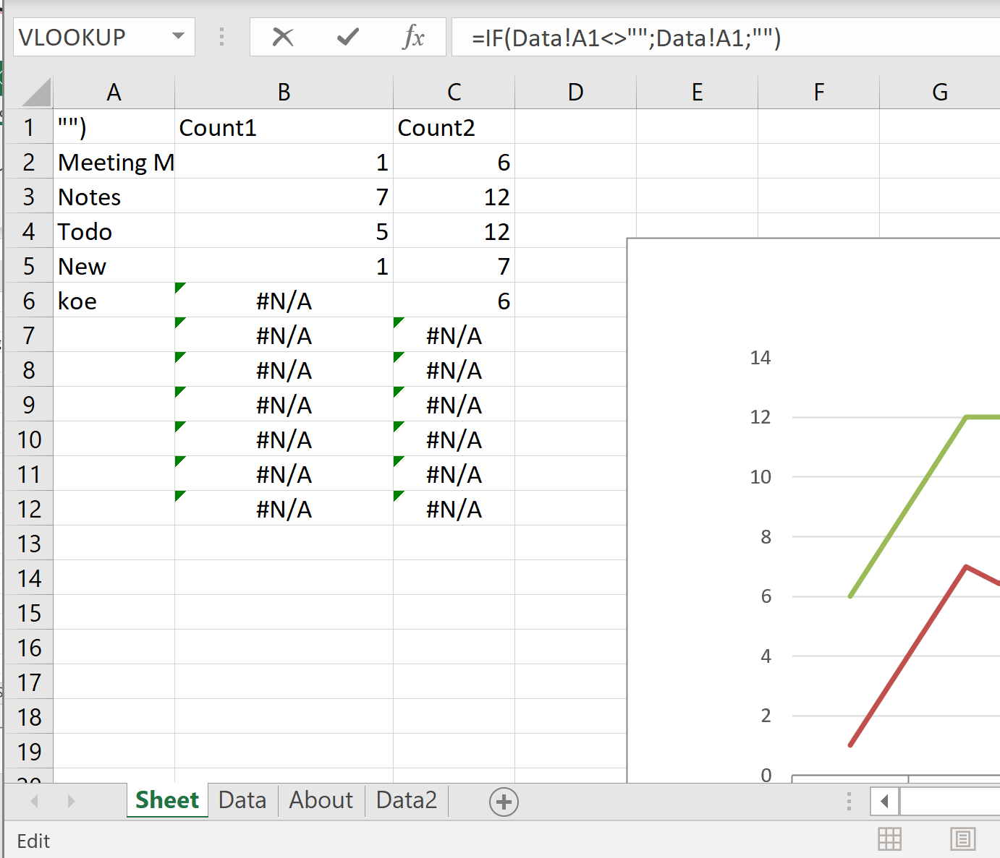 VLOOKUP fx =IF(Data!A1<>"";Data!A1;"")
A B C D E F G
1 "") Count1 Count2
2 Meeting M 1 6
3 Notes 7 12
4 Todo 5 12
5 New 1 7
6 koe #N/A 6
7 #N/A #N/A
8 #N/A #N/A
9 #N/A #N/A
10 #N/A #N/A
11 #N/A #N/A
12 #N/A #N/A
13
14
15
16
17
18
19
20
14
12
10
8
6
4
2
0
Sheet Data About Data2
Edit